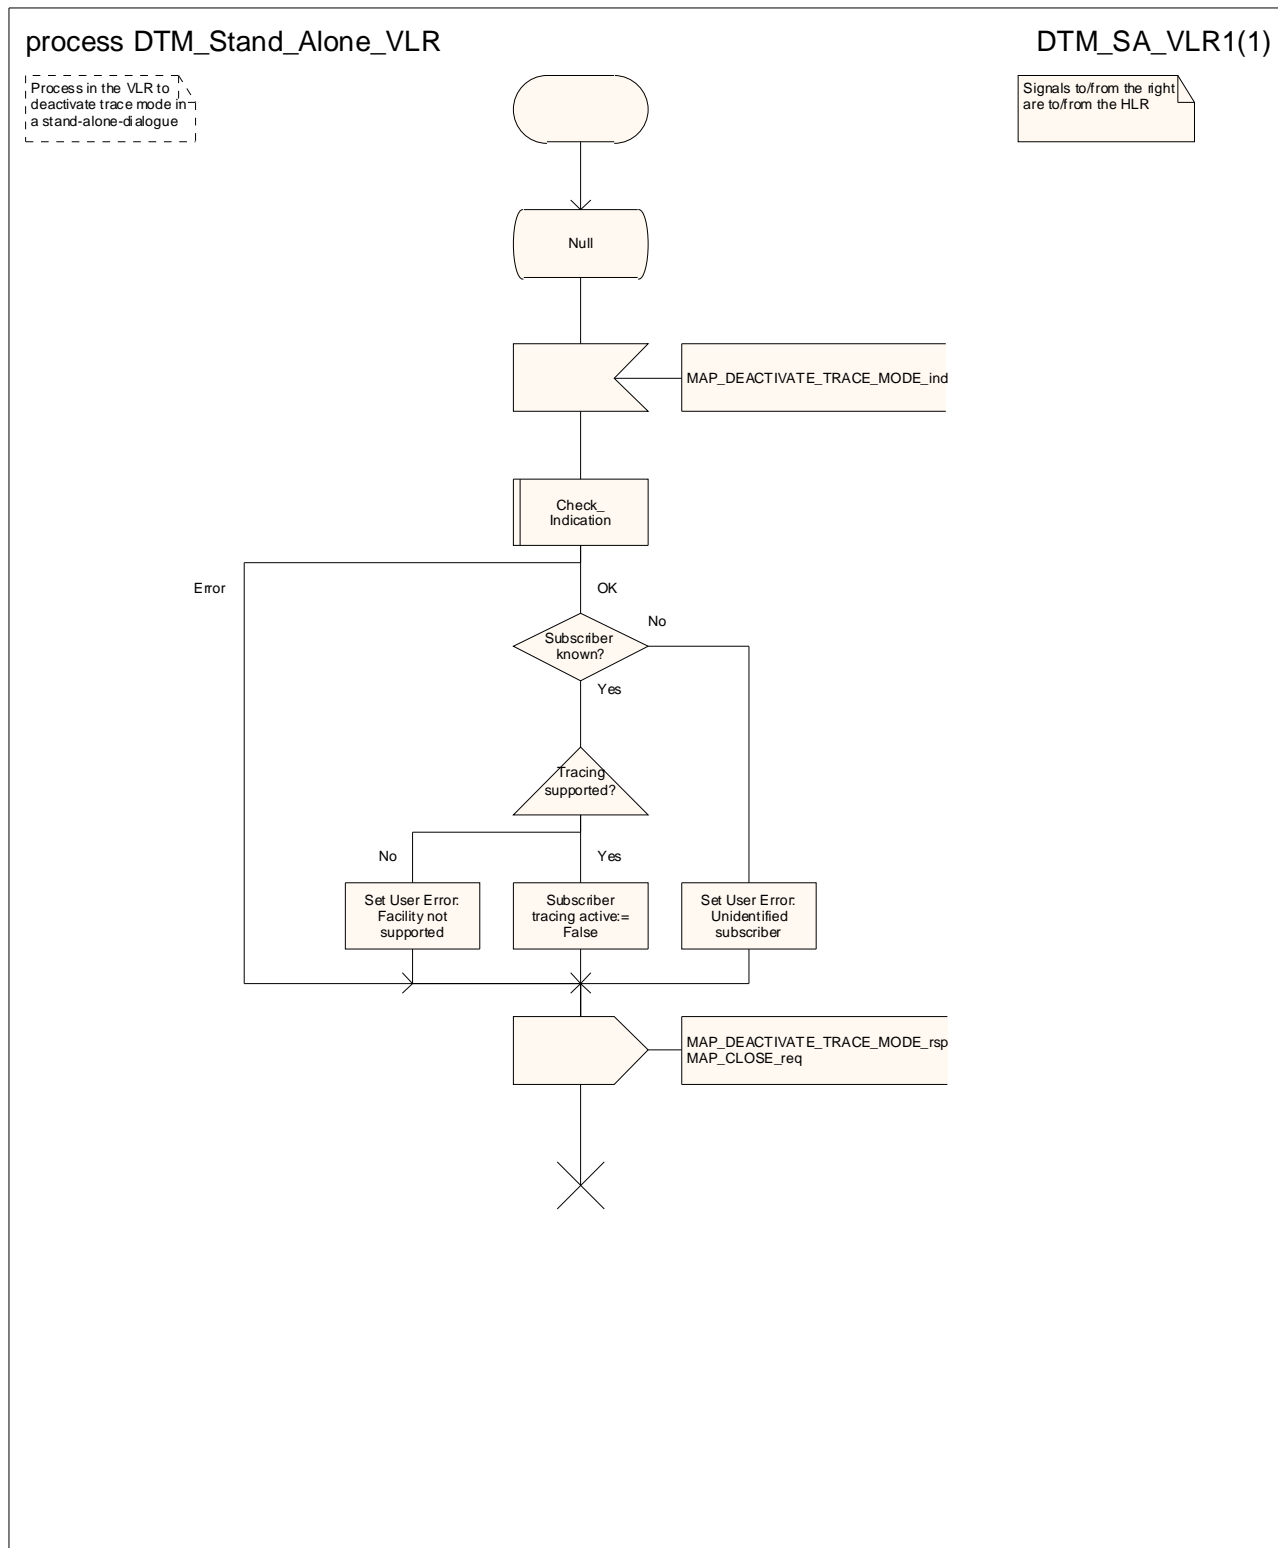 process DTM_Stand_Alone_VLR
DTM_SA_VLR1(1)
Process in the VLR to
deactivate trace mode in
a stand-alone-dialogue
Signals to/from the right
are to/from the HLR
Null
MAP_DEACTIVATE_TRACE_MODE_ind
Check_
Indication
Error
OK
No
Subscriber
known?
Yes
Tracing
supported?
No
Yes
Set User Error:
Facility not
supported
Subscriber
tracing active:=
False
Set User Error:
Unidentified
subscriber
MAP_DEACTIVATE_TRACE_MODE_rsp
MAP_CLOSE_req